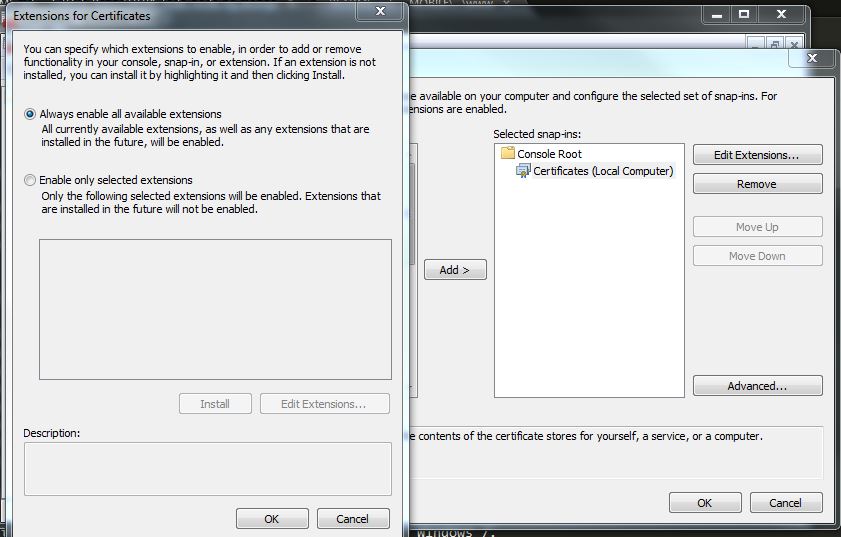 Extensions for Certificates
You can specify which extensions to enable, in order to add or remove
functionality in your console, snap-in, or extension. If an extension is not
installed, you can install it by highlighting it and then clicking Install.
Always enable all available extensions
All currently available extensions, as well as any extensions that are
installed in the future, will be enabled.
Enable only selected extensions
Only the following selected extensions will be enabled. Extensions that
are installed in the future will not be enabled.
Install
Edit Extensions...
Description:
OK
Cancel
e available on your computer and configure the selected set of snap-ins. For
ensions are enabled.
Selected snap-ins:
Console Root
Certificates (Local Computer)
Add >
Edit Extensions...
Remove
Move Up
Move Down
Advanced...
e contents of the certificate stores for yourself, a service, or a computer.
OK
Cancel
Windows 7.